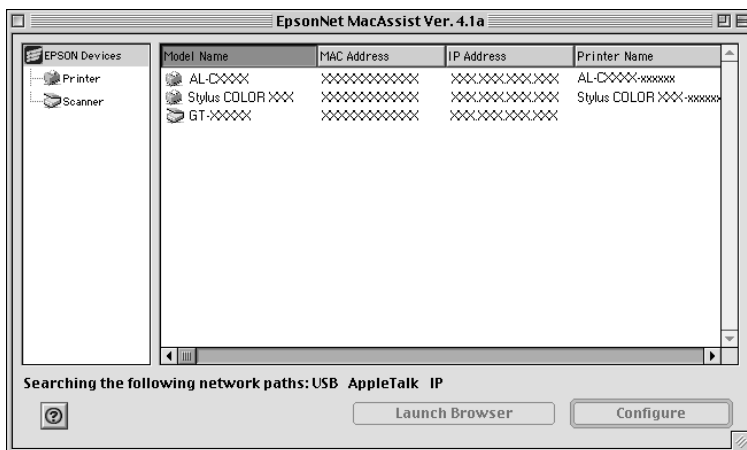 EpsonNet MacAssist Ver. 4.1a
EPSON Devices
Printer
Scanner
Model Name MAC Address IP Address Printer Name
AL-CXXXX XXXXXXXXXXXX XXX.XXX.XXX.XXX AL-CXXXX-xxxxxx
Stylus COLOR XXX XXXXXXXXXXXX XXX.XXX.XXX.XXX Stylus COLOR XXX-xxxxxx
GT-XXXXX XXXXXXXXXXXX XXX.XXX.XXX.XXX
Searching the following network paths: USB AppleTalk IP
? Launch Browser Configure